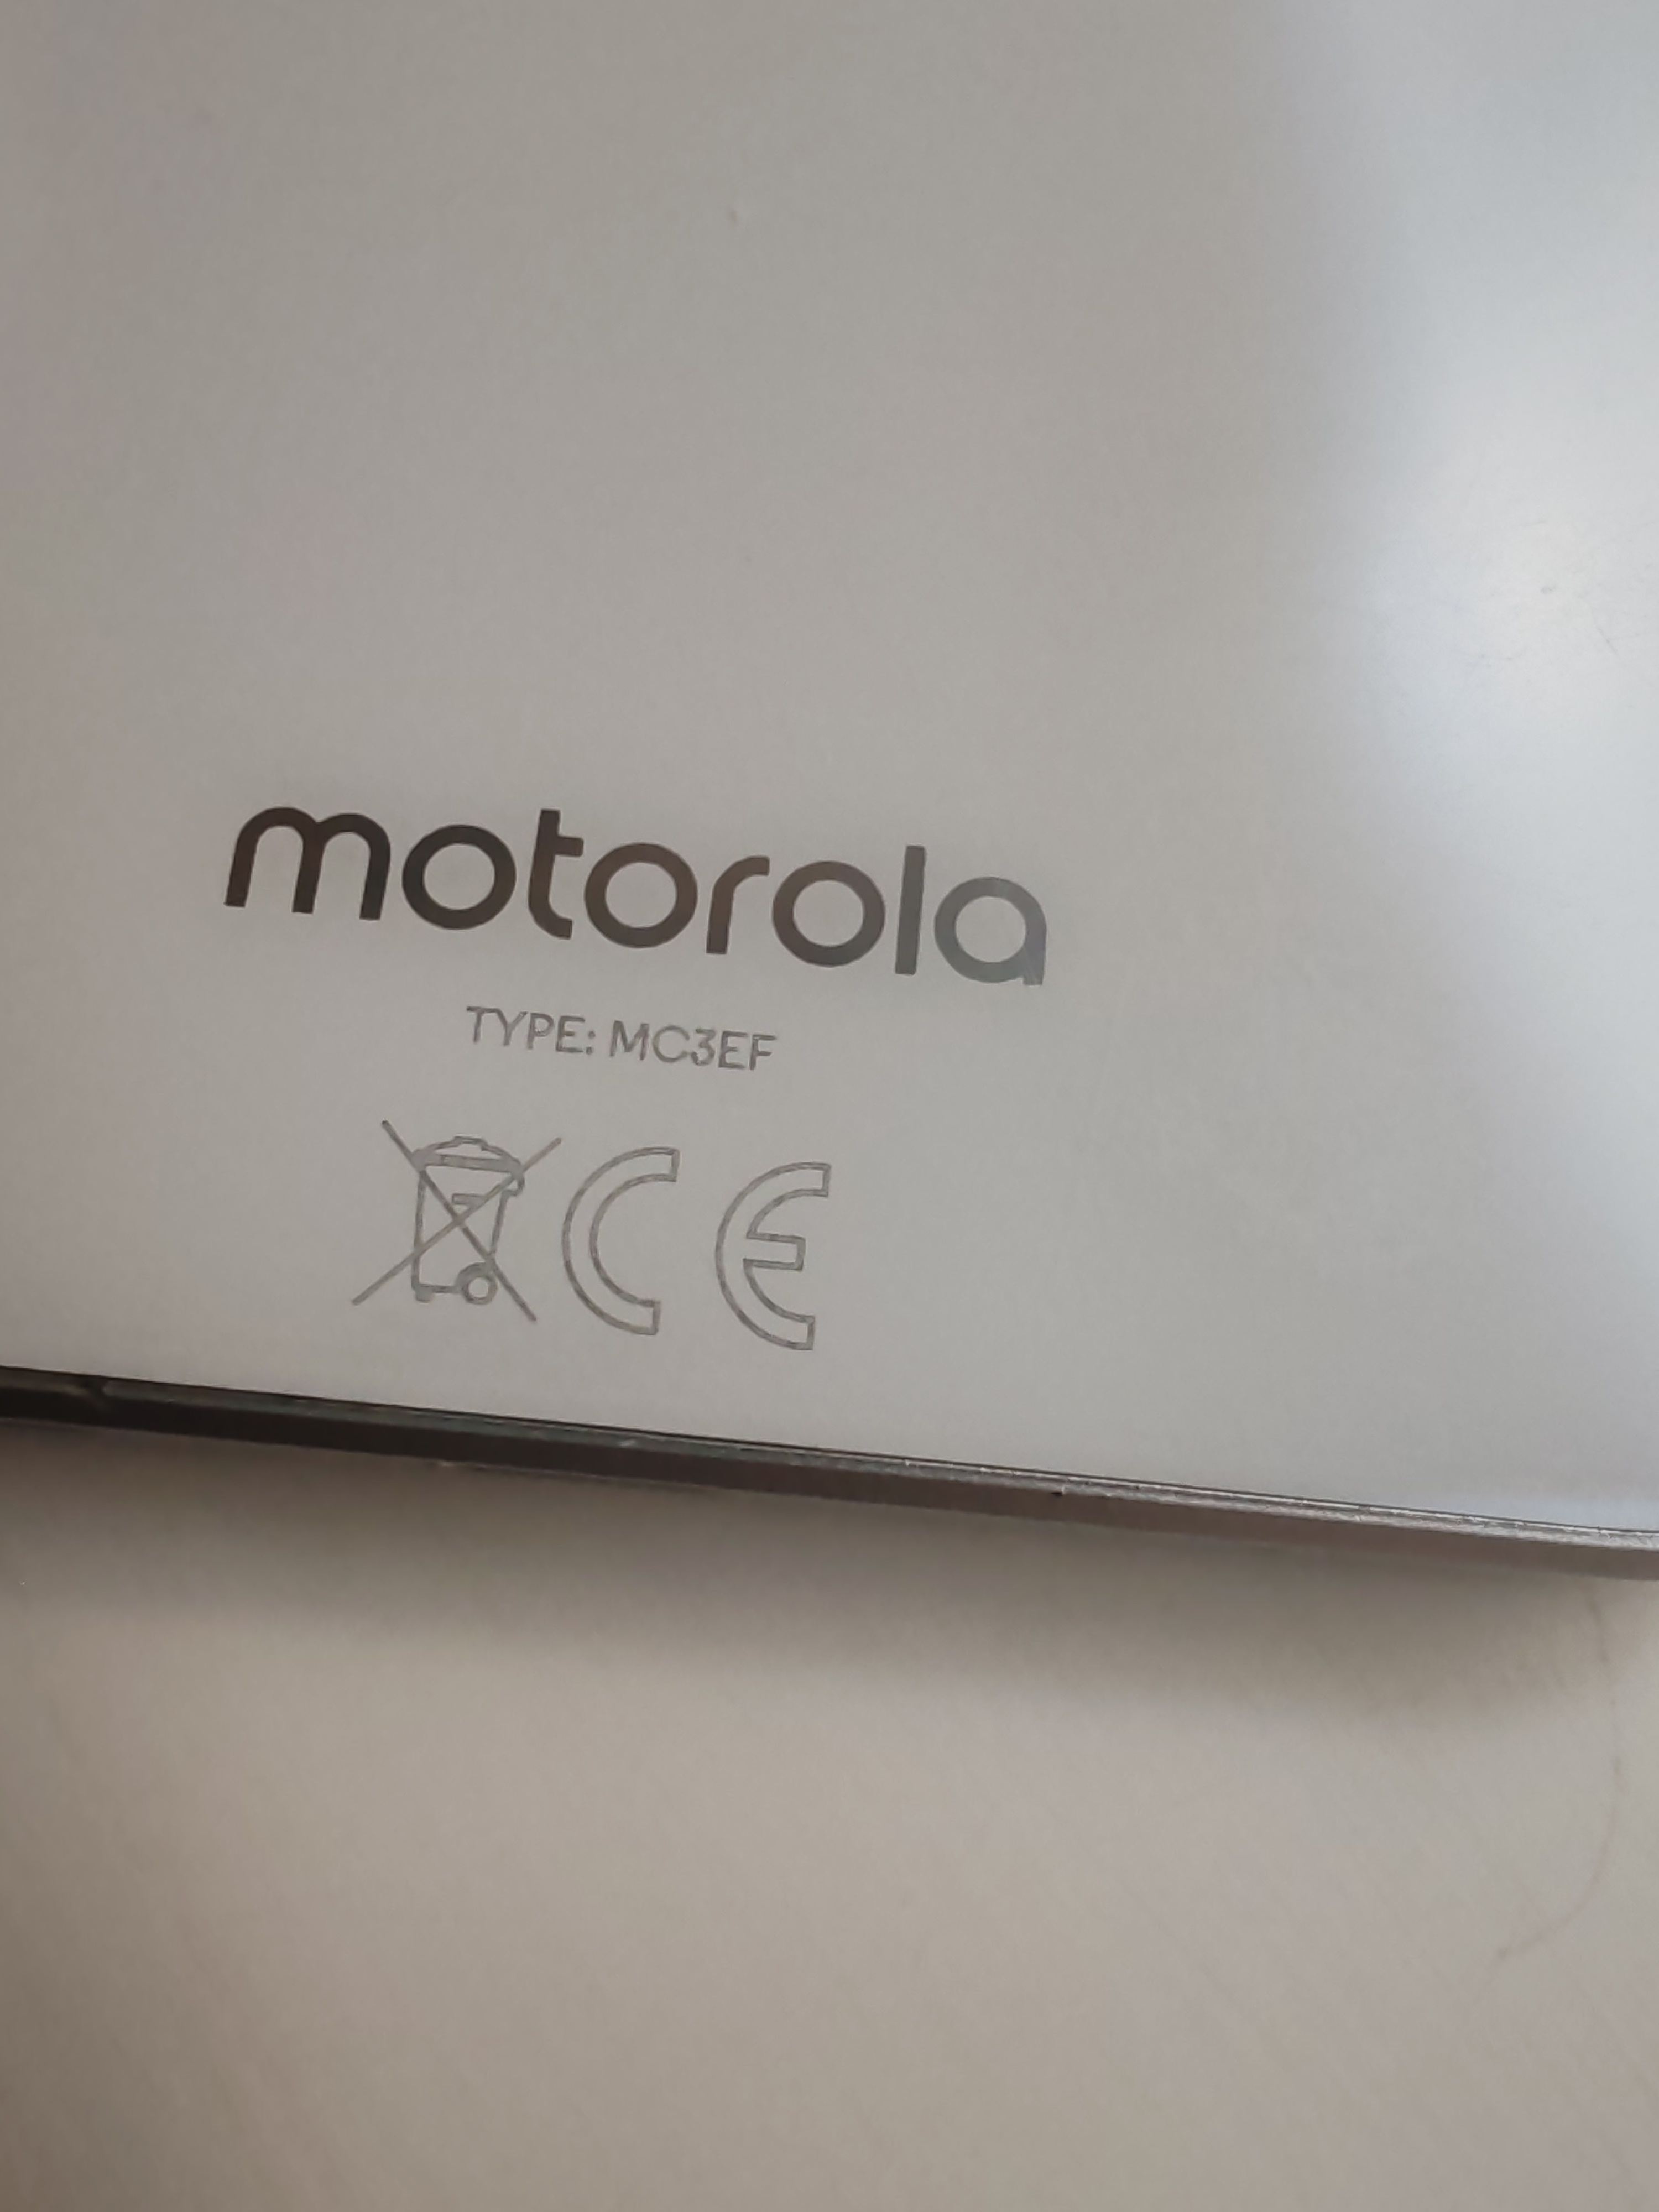 motorola
TYPE: MC3EF
CE